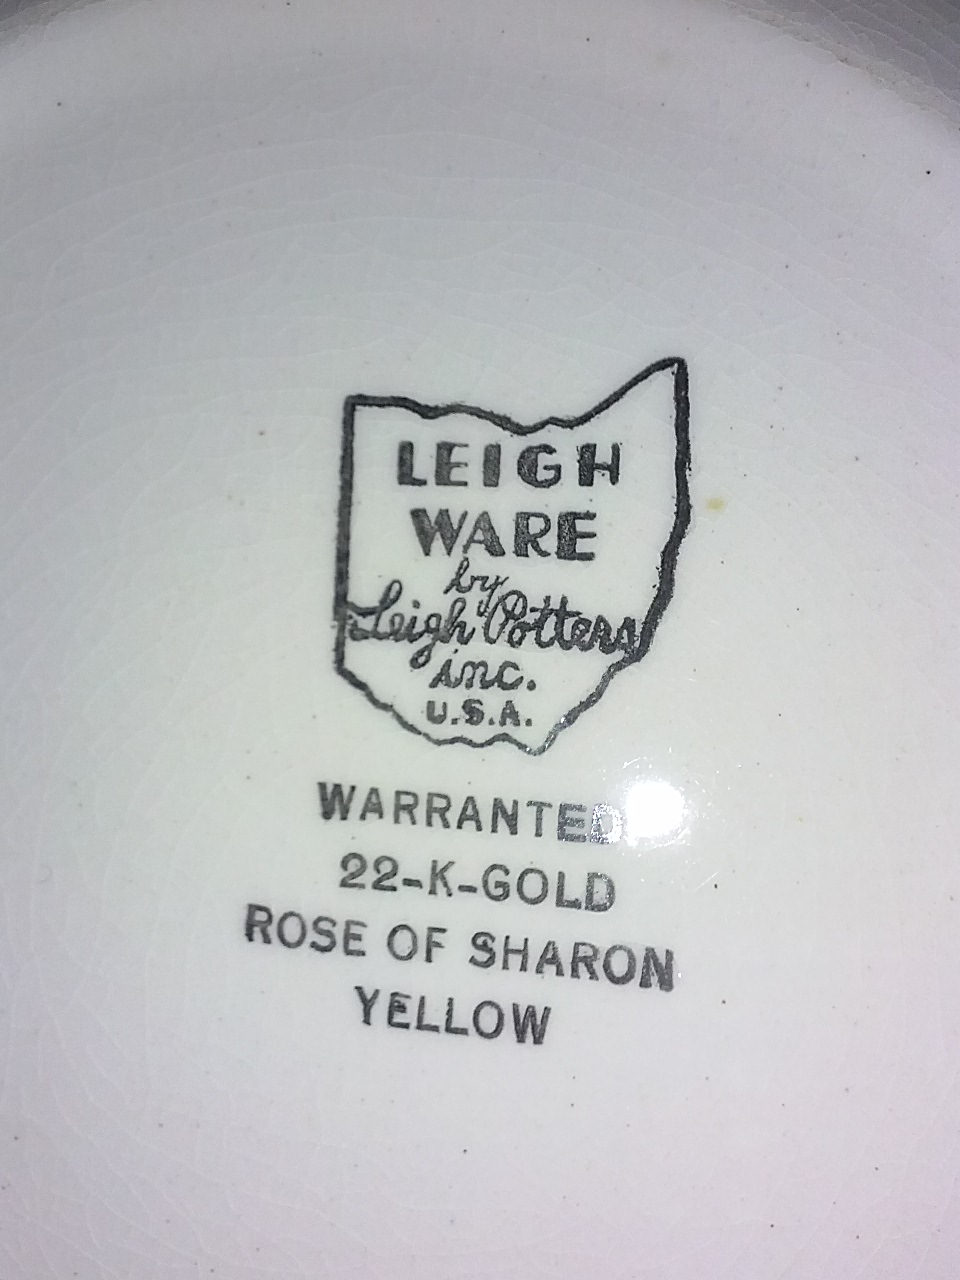 LEIGH
WARE
by
Leigh Potters
inc.
U.S.A.
WARRANTED
22-K-GOLD
ROSE OF SHARON
YELLOW